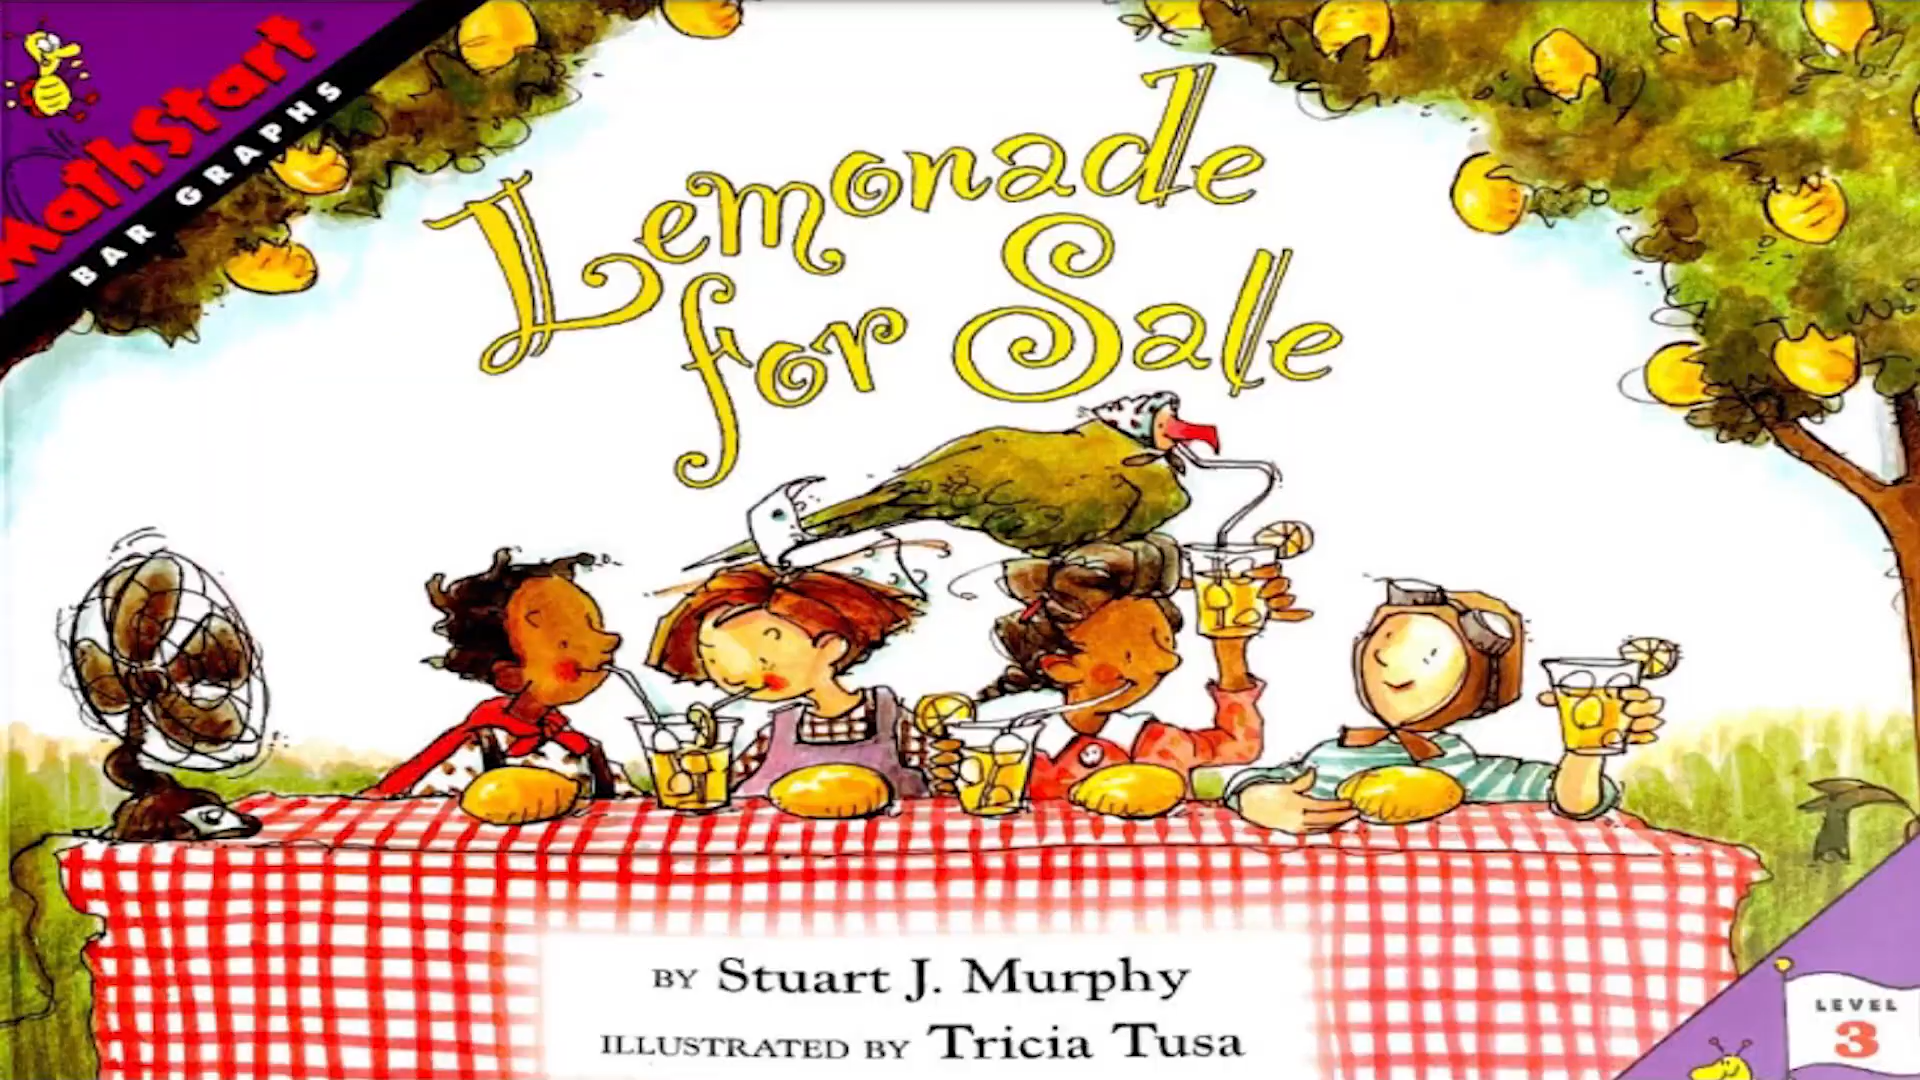 MathStart
BAR GRAPHS
Lemonade
for Sale
BY Stuart J. Murphy
ILLUSTRATED BY Tricia Tusa
LEVEL
3